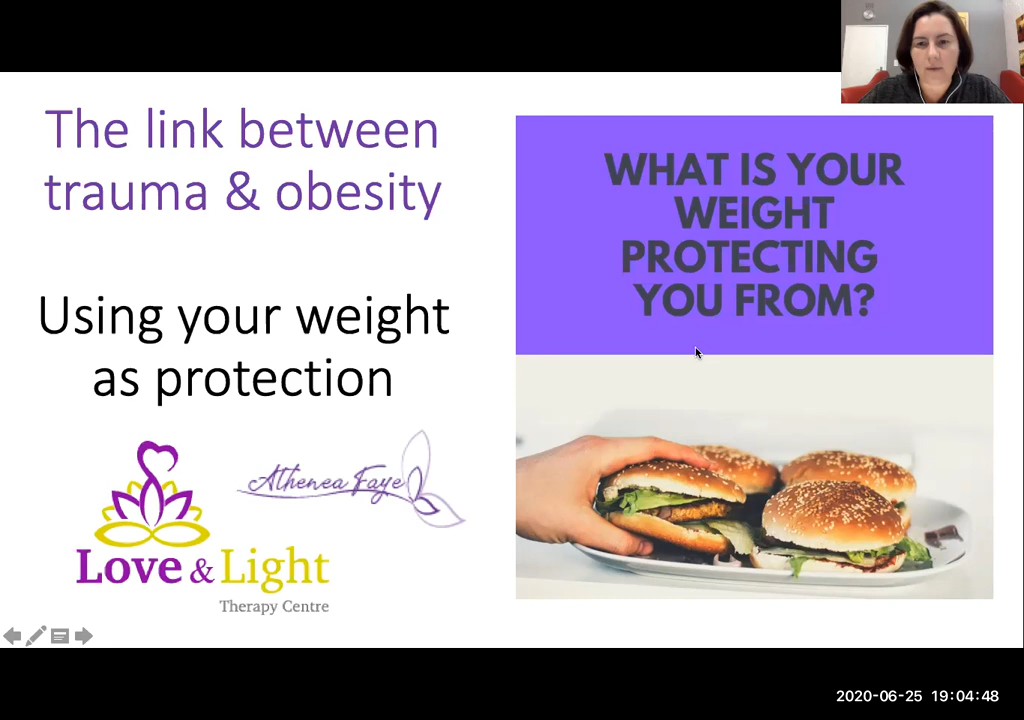 The link between
trauma & obesity
Using your weight
as protection
WHAT IS YOUR
WEIGHT
PROTECTING
YOU FROM?
Athenea Faye
Love & Light
Therapy Centre
2020-06-25 19:04:48